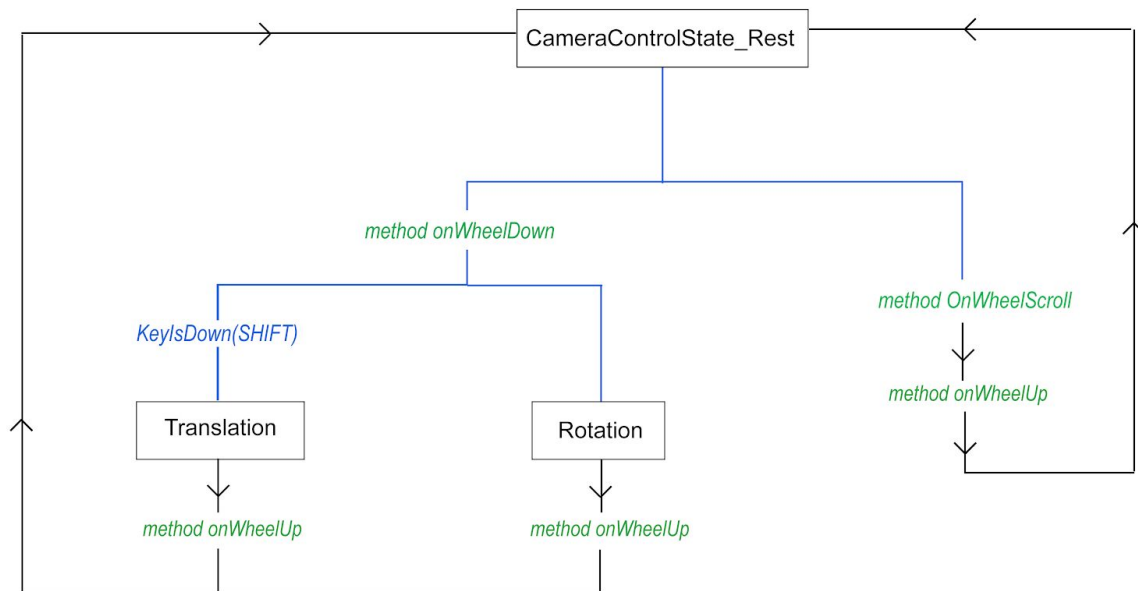 CameraControlState_Rest
method onWheelDown
method OnWheelScroll
KeyIsDown(SHIFT)
method onWheelUp
Translation
Rotation
method onWheelUp
method onWheelUp